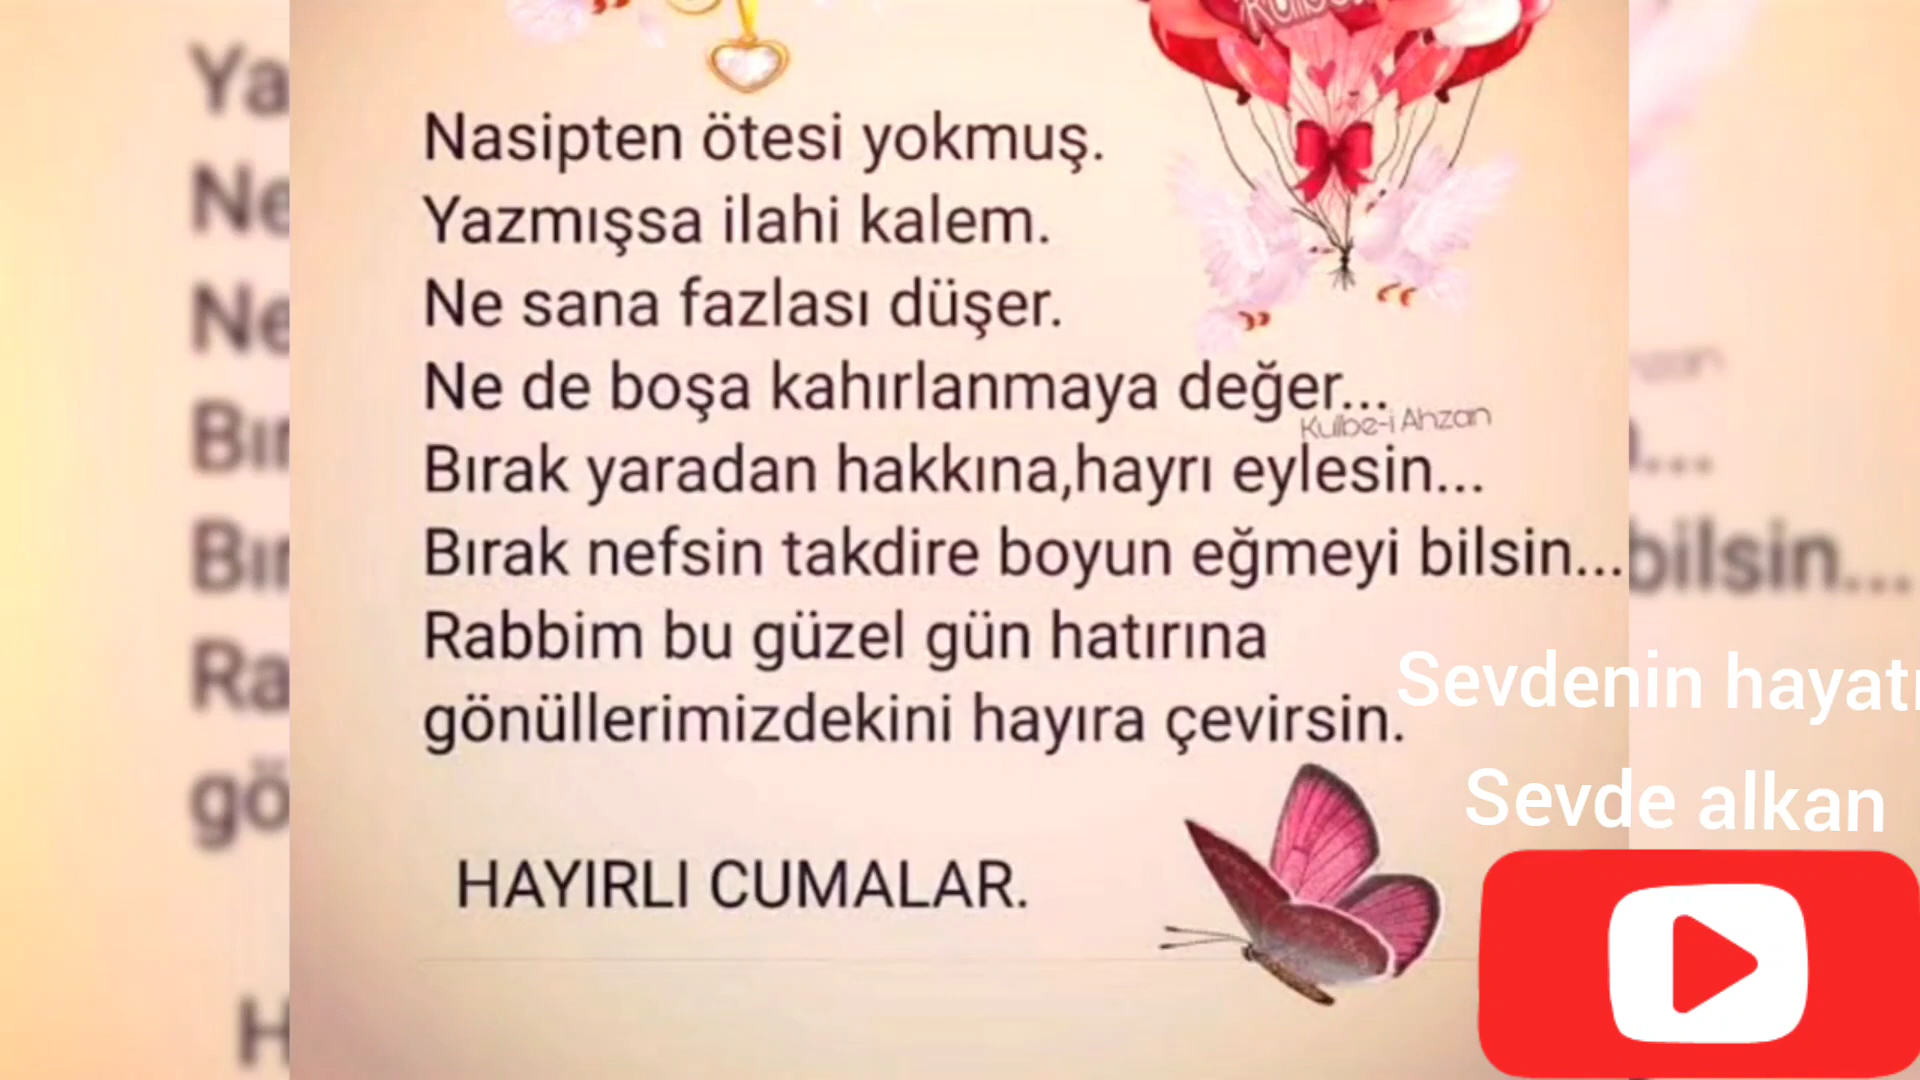 Nasipten ötesi yokmuş.
Yazmışsa ilahi kalem.
Ne sana fazlası düşer.
Ne de boşa kahırlanmaya değer...
Kulbe-i Ahzan
Bırak yaradan hakkına,hayrı eylesin...
Bırak nefsin takdire boyun eğmeyi bilsin...
Rabbim bu güzel gün hatırına
gönüllerimizdekini hayıra çevirsin.
HAYIRLI CUMALAR.
Sevdenin hayatı
Sevde alkan